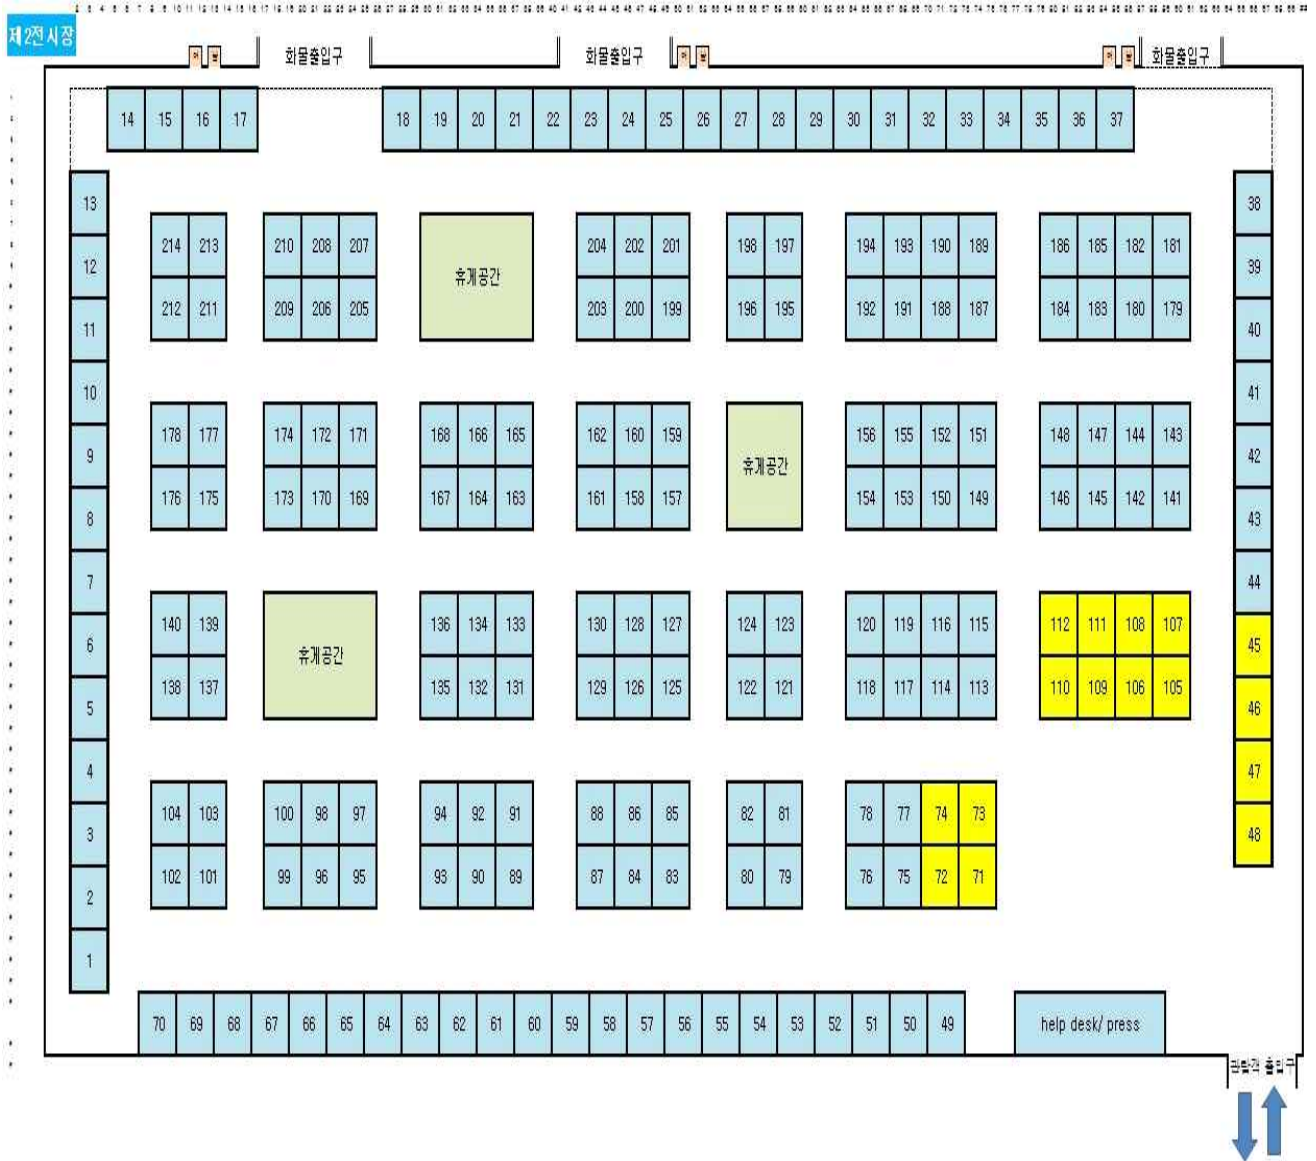 제2전시장
화물출입구 화물출입구 화물출입구
14 15 16 17 18 19 20 21 22 23 24 25 26 27 28 29 30 31 32 33 34 35 36 37
13 38
214 213 210 208 207 204 202 201 198 197 194 193 190 189 186 185 182 181
12 휴게공간 39
212 211 209 206 205 203 200 199 196 195 192 191 188 187 184 183 180 179
11 40
10 41
178 177 174 172 171 168 166 165 162 160 159 156 155 152 151 148 147 144 143
9 휴게공간 42
176 175 173 170 169 167 164 163 161 158 157 154 153 150 149 146 145 142 141
8 43
7 44
140 139 136 134 133 130 128 127 124 123 120 119 116 115 112 111 108 107
6 휴게공간 45
138 137 135 132 131 129 126 125 122 121 118 117 114 113 110 109 106 105
5 46
4 47
104 103 100 98 97 94 92 91 88 86 85 82 81 78 77 74 73
3 48
102 101 99 96 95 93 90 89 87 84 83 80 79 76 75 72 71
2
1
70 69 68 67 66 65 64 63 62 61 60 59 58 57 56 55 54 53 52 51 50 49 help desk/ press
관람객 출입구